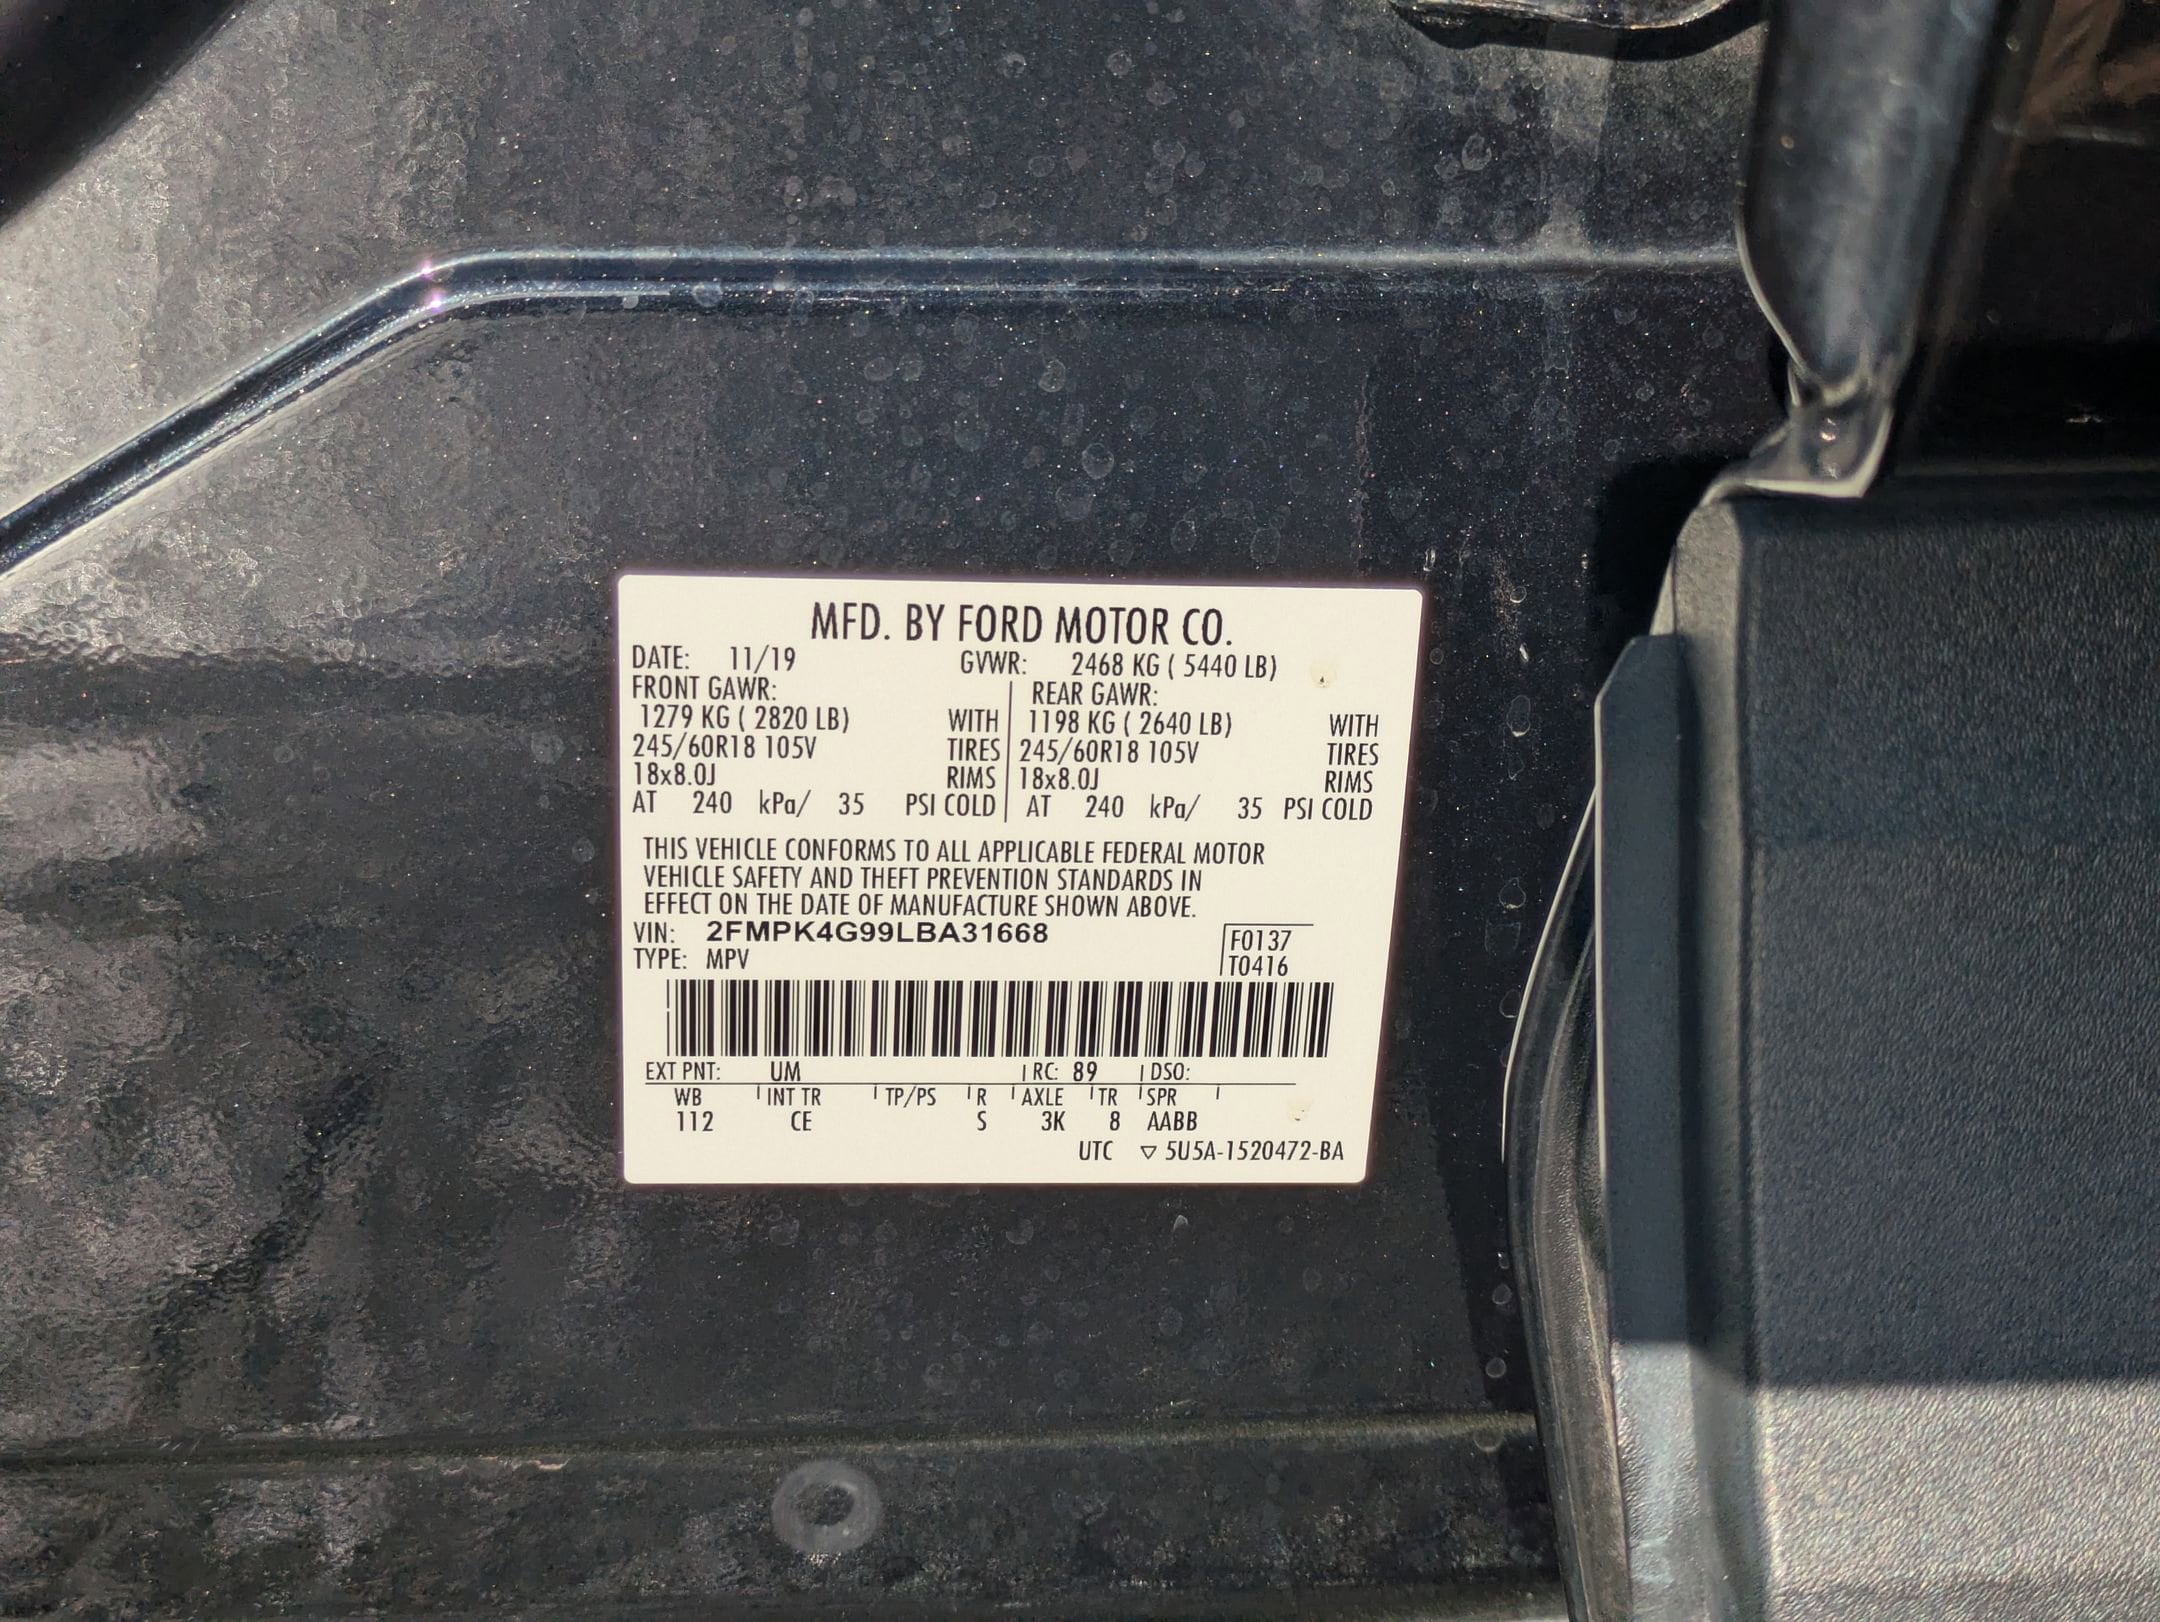 MFD. BY FORD MOTOR CO.
DATE: 11/19 GVWR: 2468 KG ( 5440 LB)
FRONT GAWR: REAR GAWR:
1279 KG ( 2820 LB) WITH 1198 KG ( 2640 LB) WITH
245/60R18 105V TIRES 245/60R18 105V TIRES
18x8.0J RIMS 18x8.0J RIMS
AT 240 kPa/ 35 PSI COLD AT 240 kPa/ 35 PSI COLD
THIS VEHICLE CONFORMS TO ALL APPLICABLE FEDERAL MOTOR
VEHICLE SAFETY AND THEFT PREVENTION STANDARDS IN
EFFECT ON THE DATE OF MANUFACTURE SHOWN ABOVE.
VIN: 2FMPK4G99LBA31668 F0137
TYPE: MPV T0416
EXT PNT: UM RC: 89 DSO:
WB INT TR TP/PS R AXLE TR SPR
112 CE S 3K 8 AABB
UTC ▽ 5U5A-1520472-BA